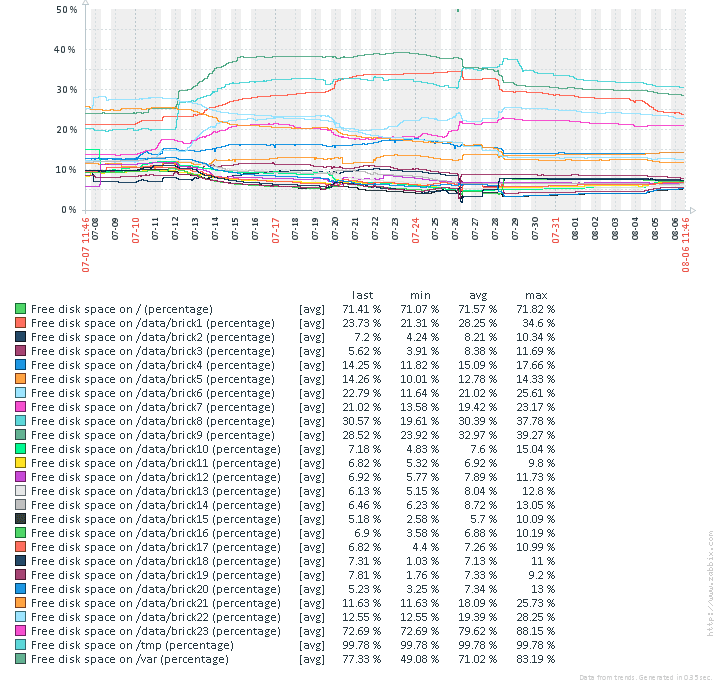 50 %
40 %
30 %
20 %
10 %
0 %
07-07 11:46
07-08
07-09
07-10
07-11
07-12
07-13
07-14
07-15
07-16
07-17
07-18
07-19
07-20
07-21
07-22
07-23
07-24
07-25
07-26
07-27
07-28
07-29
07-30
07-31
08-01
08-02
08-03
08-04
08-05
08-06
08-06 11:46
last min avg max
Free disk space on / (percentage) [avg] 71.41 % 71.07 % 71.57 % 71.82 %
Free disk space on /data/brick1 (percentage) [avg] 23.73 % 21.31 % 28.25 % 34.6 %
Free disk space on /data/brick2 (percentage) [avg] 7.2 % 4.24 % 8.21 % 10.34 %
Free disk space on /data/brick3 (percentage) [avg] 5.62 % 3.91 % 8.38 % 11.69 %
Free disk space on /data/brick4 (percentage) [avg] 14.25 % 11.82 % 15.09 % 17.66 %
Free disk space on /data/brick5 (percentage) [avg] 14.26 % 10.01 % 12.78 % 14.33 %
Free disk space on /data/brick6 (percentage) [avg] 22.79 % 11.64 % 21.02 % 25.61 %
Free disk space on /data/brick7 (percentage) [avg] 21.02 % 13.58 % 19.42 % 23.17 %
Free disk space on /data/brick8 (percentage) [avg] 30.57 % 19.61 % 30.39 % 37.78 %
Free disk space on /data/brick9 (percentage) [avg] 28.52 % 23.92 % 32.97 % 39.27 %
Free disk space on /data/brick10 (percentage) [avg] 7.18 % 4.83 % 7.6 % 15.04 %
Free disk space on /data/brick11 (percentage) [avg] 6.82 % 5.32 % 6.92 % 9.8 %
Free disk space on /data/brick12 (percentage) [avg] 6.92 % 5.77 % 7.89 % 11.73 %
Free disk space on /data/brick13 (percentage) [avg] 6.13 % 5.15 % 8.04 % 12.8 %
Free disk space on /data/brick14 (percentage) [avg] 6.46 % 6.23 % 8.72 % 13.05 %
Free disk space on /data/brick15 (percentage) [avg] 5.18 % 2.58 % 5.7 % 10.09 %
Free disk space on /data/brick16 (percentage) [avg] 6.9 % 3.58 % 6.88 % 10.19 %
Free disk space on /data/brick17 (percentage) [avg] 6.82 % 4.4 % 7.26 % 10.99 %
Free disk space on /data/brick18 (percentage) [avg] 7.31 % 1.03 % 7.13 % 11 %
Free disk space on /data/brick19 (percentage) [avg] 7.81 % 1.76 % 7.33 % 9.2 %
Free disk space on /data/brick20 (percentage) [avg] 5.23 % 3.25 % 7.34 % 13 %
Free disk space on /data/brick21 (percentage) [avg] 11.63 % 11.63 % 18.09 % 25.73 %
Free disk space on /data/brick22 (percentage) [avg] 12.55 % 12.55 % 19.39 % 28.25 %
Free disk space on /data/brick23 (percentage) [avg] 72.69 % 72.69 % 79.62 % 88.15 %
Free disk space on /tmp (percentage) [avg] 99.78 % 99.78 % 99.78 % 99.78 %
Free disk space on /var (percentage) [avg] 77.33 % 49.08 % 71.02 % 83.19 %
http://www.zabbix.com
Data from trends. Generated in 0.35 sec.